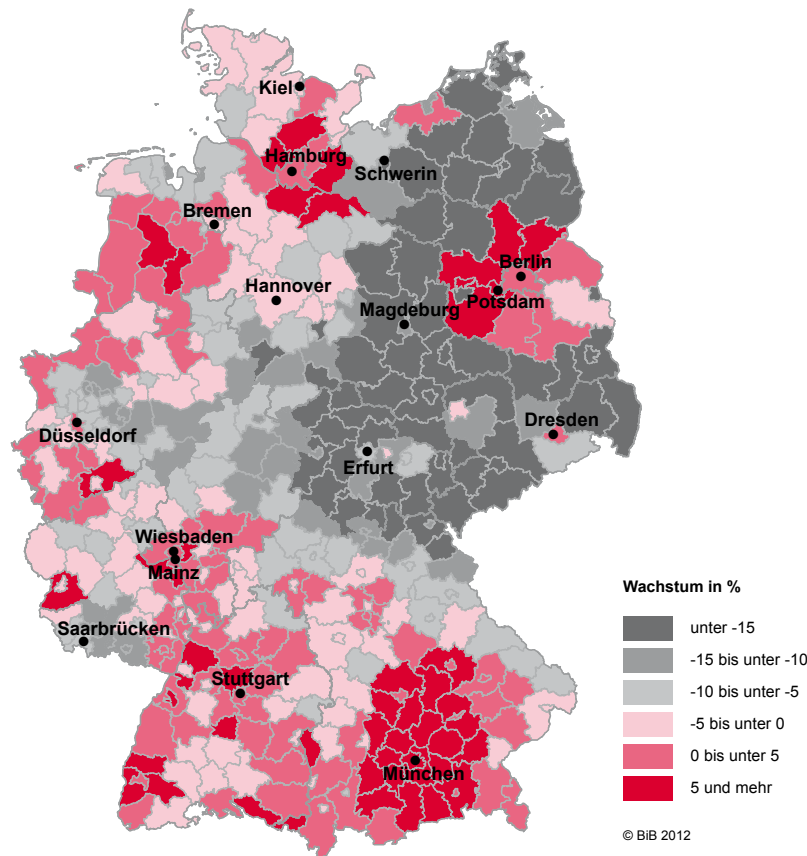 Kiel
Hamburg
Schwerin
Bremen
Berlin
Hannover
Potsdam
Magdeburg
Düsseldorf
Dresden
Erfurt
Wiesbaden
Mainz
Saarbrücken
Stuttgart
München
Wachstum in %
unter -15
-15 bis unter -10
-10 bis unter -5
-5 bis unter 0
0 bis unter 5
5 und mehr
© BiB 2012